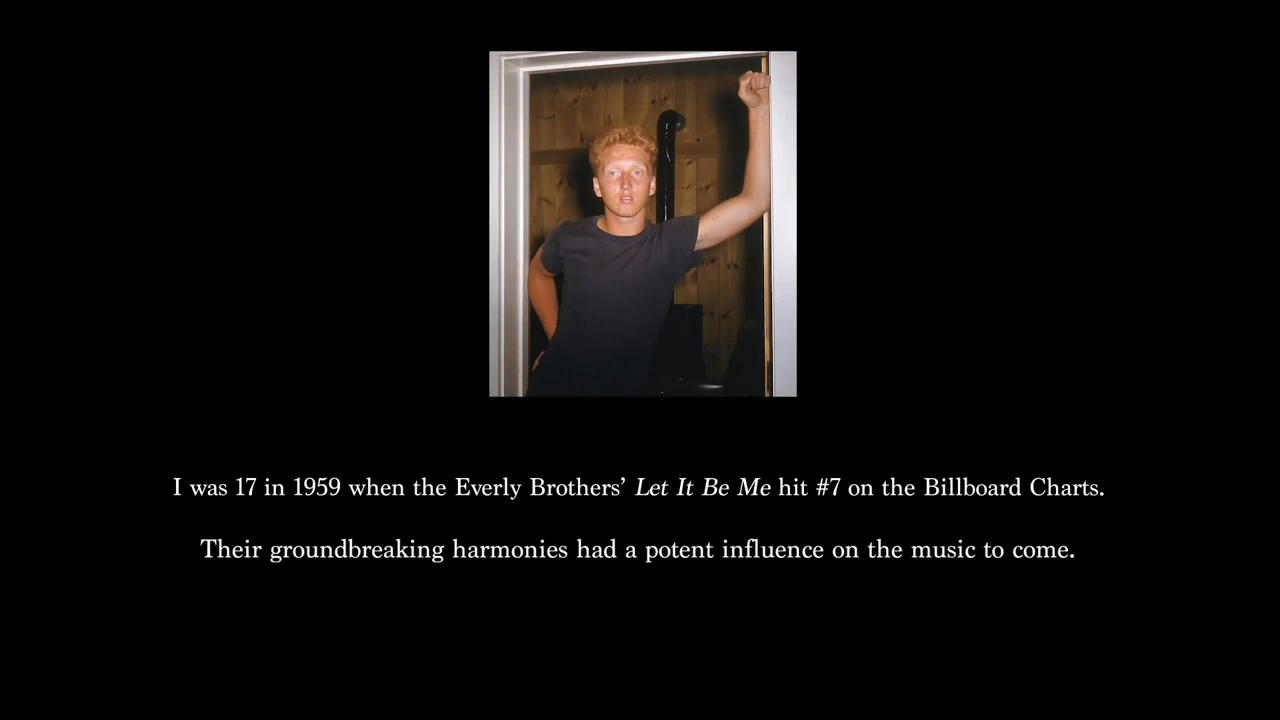 I was 17 in 1959 when the Everly Brothers’ Let It Be Me hit #7 on the Billboard Charts.
Their groundbreaking harmonies had a potent influence on the music to come.